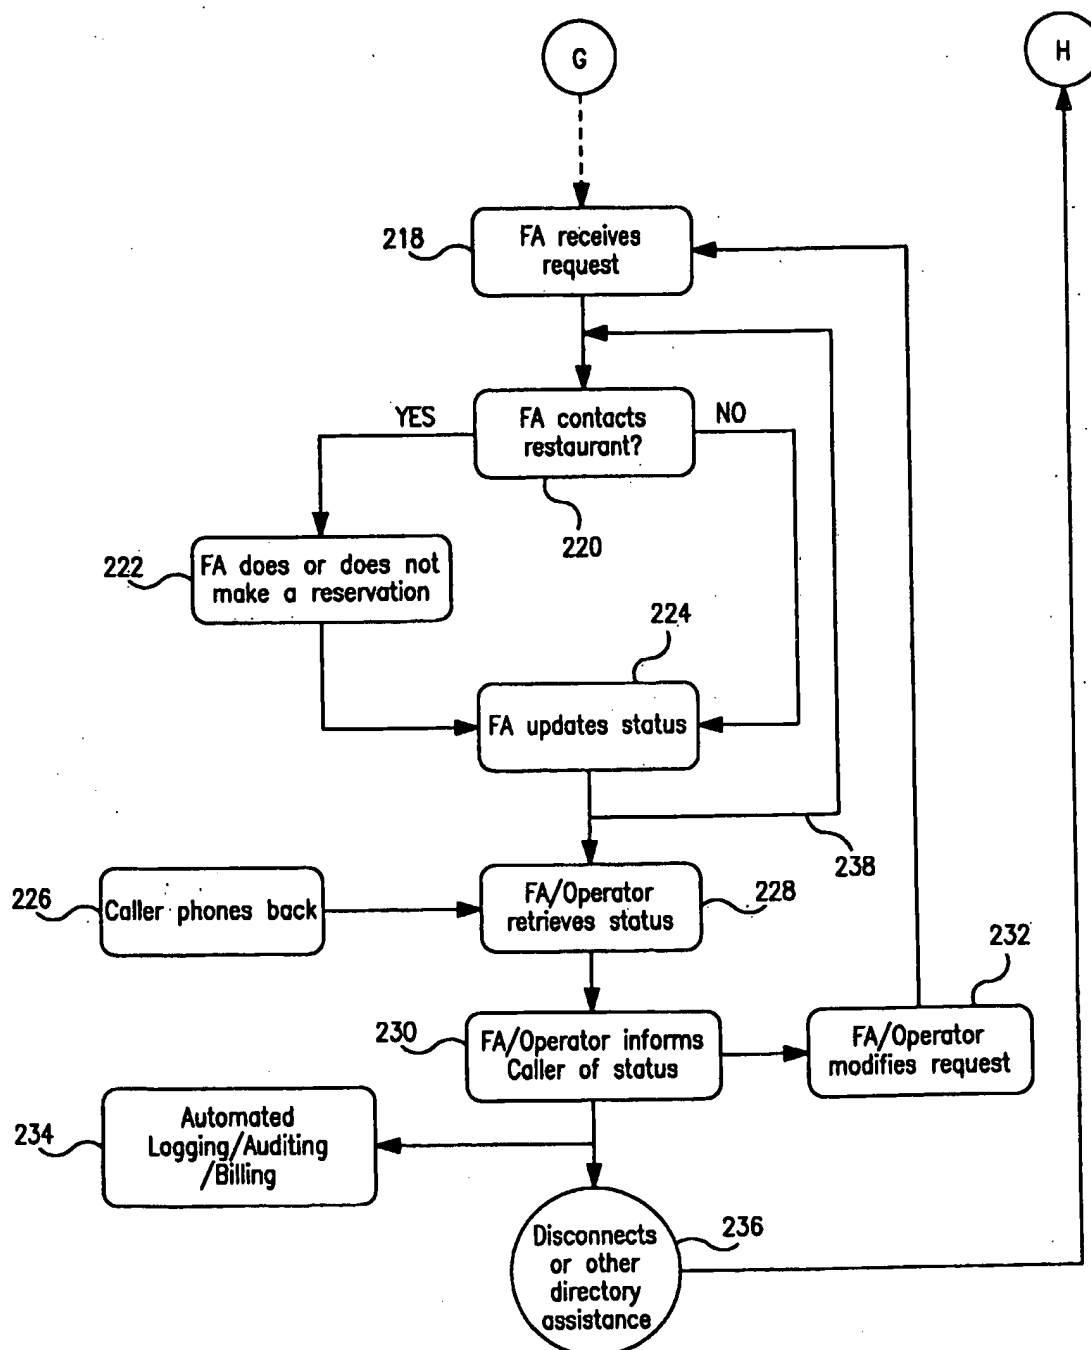 G
H
218
FA receives
request
YES
FA contacts
restaurant?
NO
220
222
FA does or does not
make a reservation
224
FA updates status
238
226
Caller phones back
FA/Operator
retrieves status
228
232
230
FA/Operator informs
Caller of status
FA/Operator
modifies request
234
Automated
Logging/Auditing
/Billing
236
Disconnects
or other
directory
assistance